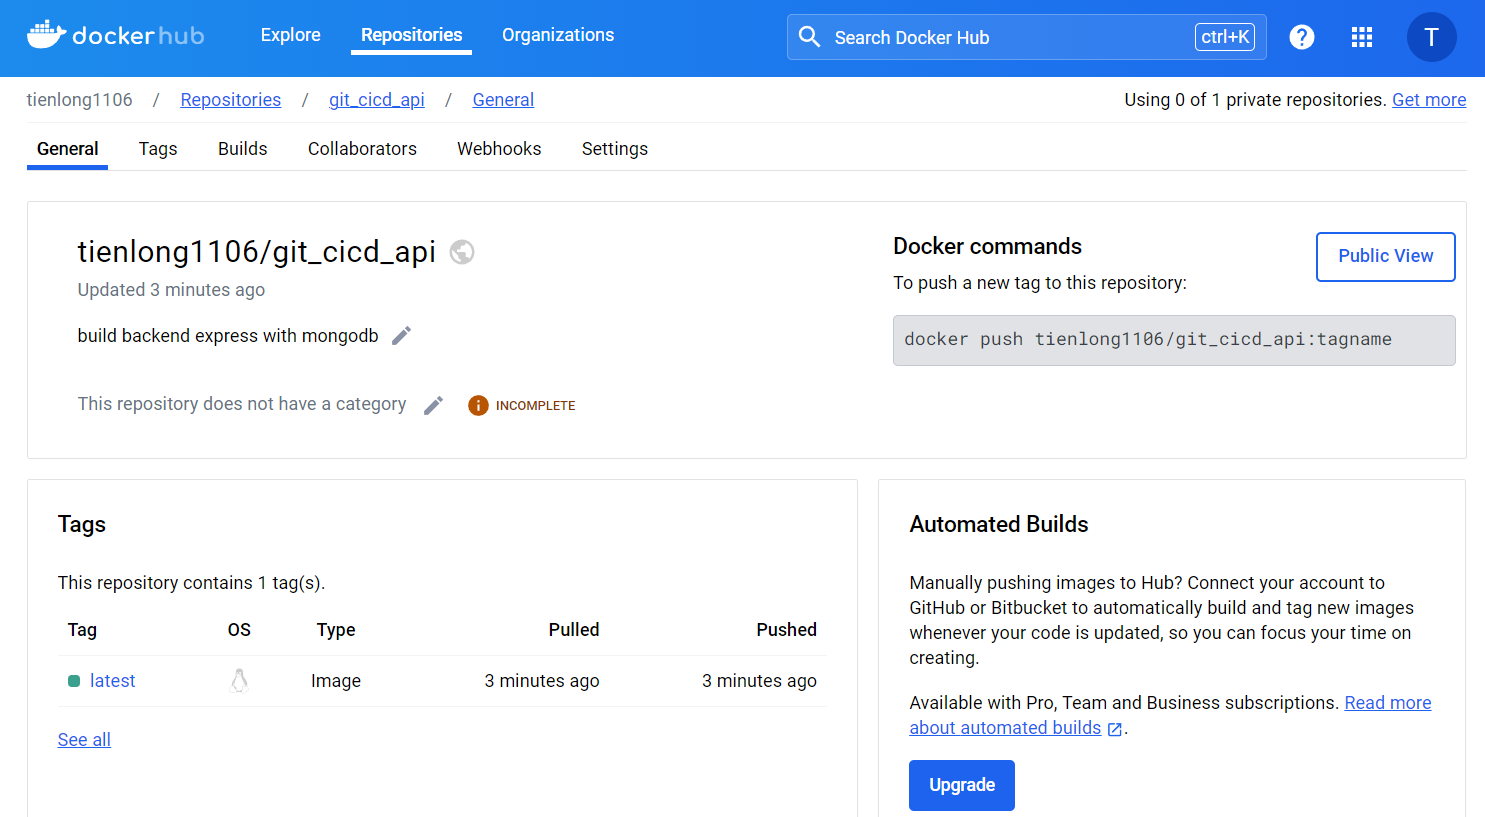 dockerhub Explore Repositories Organizations Search Docker Hub ctrl+K ? T
tienlong1106 / Repositories / git_cicd_api / General Using 0 of 1 private repositories. Get more
General Tags Builds Collaborators Webhooks Settings
tienlong1106/git_cicd_api
Updated 3 minutes ago
build backend express with mongodb
This repository does not have a category INCOMPLETE
Docker commands
Public View
To push a new tag to this repository:
docker push tienlong1106/git_cicd_api:tagname
Tags
This repository contains 1 tag(s).
Tag OS Type Pulled Pushed
latest Image 3 minutes ago 3 minutes ago
See all
Automated Builds
Manually pushing images to Hub? Connect your account to
GitHub or Bitbucket to automatically build and tag new images
whenever your code is updated, so you can focus your time on
creating.
Available with Pro, Team and Business subscriptions. Read more
about automated builds .
Upgrade